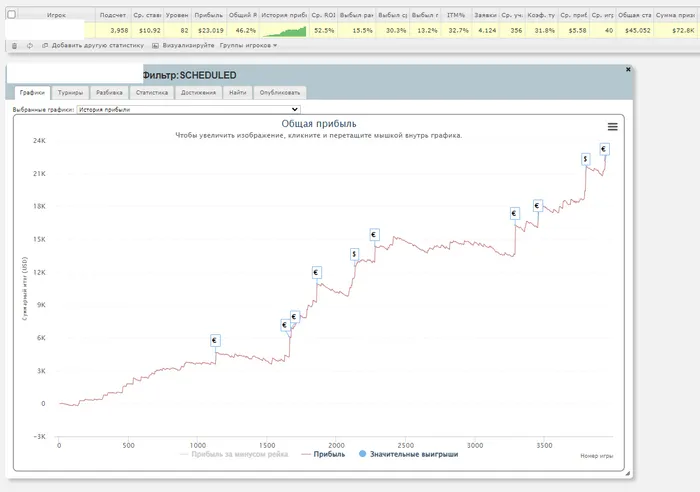 Игрок Подсчет Ср. став Уровен Прибыль Общий R История приб Ср. ROI Выбыл ран Выбыл ср Выбыл п ITM% Заявки Ср. уч. Коэф. ту Ср. приб Ср. игр Общая ста Сумма приза
3,958 $10.92 82 $23,019 46.2% 52.5% 15.5% 30.3% 13.2% 32.7% 4,124 356 31.8% $5.58 40 $45,052 $72.8K
Добавить другую статистику Визуализируйте Группы игроков
Фильтр:SCHEDULED
Графики Турниры Разбивка Статистика Достижения Найти Опубликовать
Выбранные графики: История прибыли
Общая прибыль
Чтобы увеличить изображение, кликните и перетащите мышкой внутрь графика.
24K
21K
18K
15K
12K
9K
6K
3K
0
-3K
Суммарный итог (USD)
€ € € € $ € € € $ €
0 500 1000 1500 2000 2500 3000 3500
Номер игры
Прибыль за минусом рейка Прибыль Значительные выигрыши